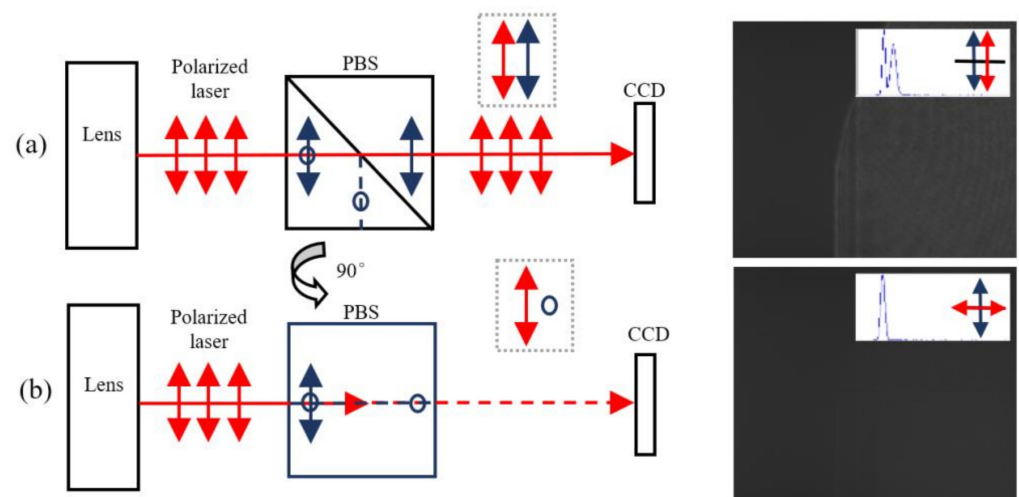 Polarized
laser
PBS
CCD
(a)
Lens
90°
Polarized
laser
PBS
CCD
(b)
Lens